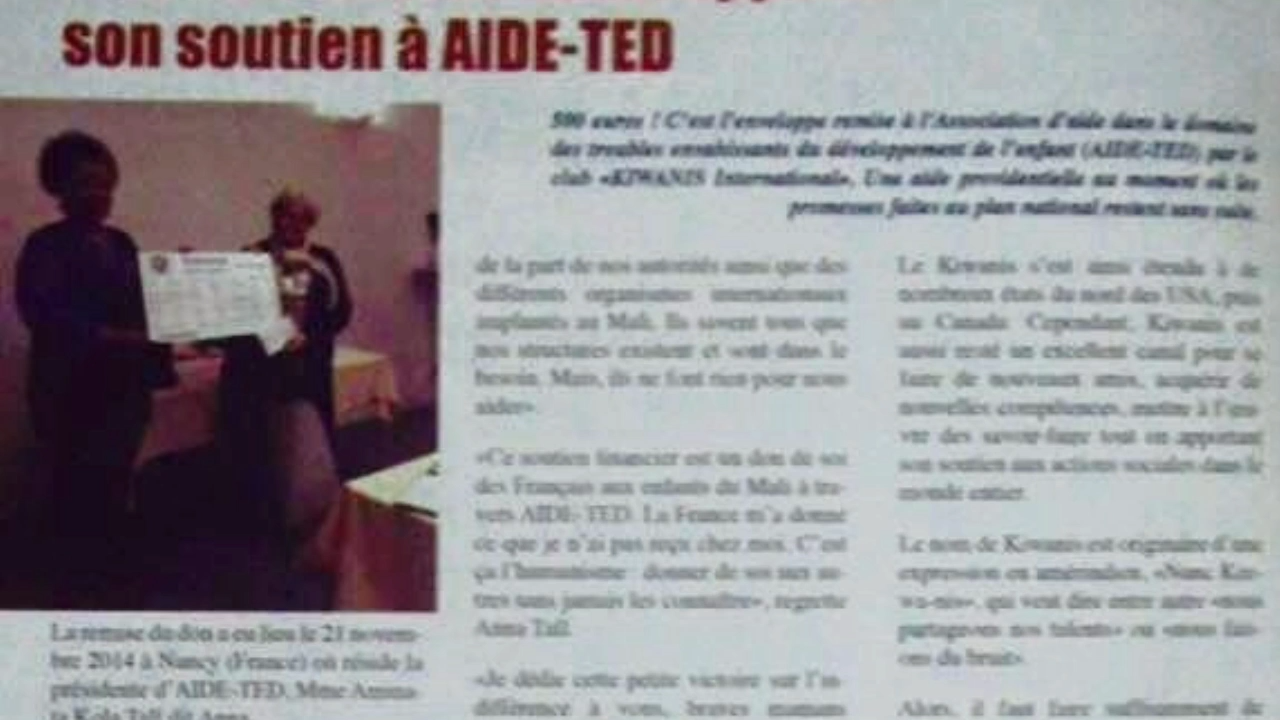 son soutien à AIDE-TED
500 euros ! C'est l'enveloppe remise à l'Association d'aide dans le domaine
des troubles envahissants du développement de l'enfant (AIDE-TED) par le
club «KIWANIS International». Une aide providentielle au moment où les
promesses faites au plan national restent sans suite.
La remise du don a eu lieu le 21 novem-
bre 2014 à Nancy (France) où réside la
présidente d'AIDE-TED, Mme Amina-
ta Kola Tall dit Anna
de la part de nos autorités ainsi que des
différents organismes internationaux
implantés au Mali. Ils savent tous que
nos structures existent et sont dans le
besoin. Mais, ils ne font rien pour nous
aider».
«Ce soutien financier est un don de soi
des Français aux enfants du Mali à tra-
vers AIDE-TED. La France m'a donné
ce que je n'ai pas reçu chez moi. C'est
ça l'humanisme : donner de soi aux au-
tres sans jamais les connaître», regrette
Anna Tall.
«Je dédie cette petite victoire sur l'in-
différence à vous, braves mamans
Le Kiwanis s'est ainsi étendu à de
nombreux états du nord des USA, puis
au Canada. Cependant, Kiwanis est
aussi resté un excellent canal pour se
faire de nouveaux amis, acquérir de
nouvelles compétences, mettre à l'œu-
vre des savoir-faire tout en apportant
son soutien aux actions sociales dans le
monde entier.
Le nom de Kiwanis est originaire d'une
expression en amérindien, «Nunc Kee-
wa-nis», qui veut dire entre autre «nous
partageons nos talents» ou «nous fai-
ons du bruit».
Alors, il faut faire suffisamment de